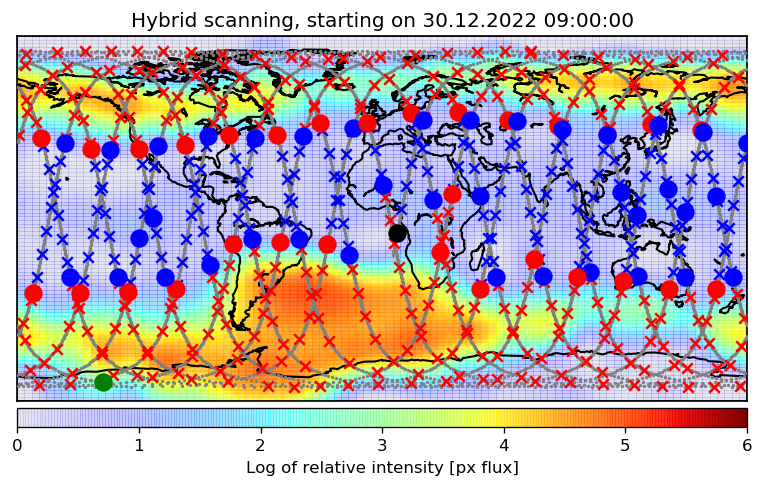 Hybrid scanning, starting on 30.12.2022 09:00:00
0 1 2 3 4 5 6
Log of relative intensity [px flux]